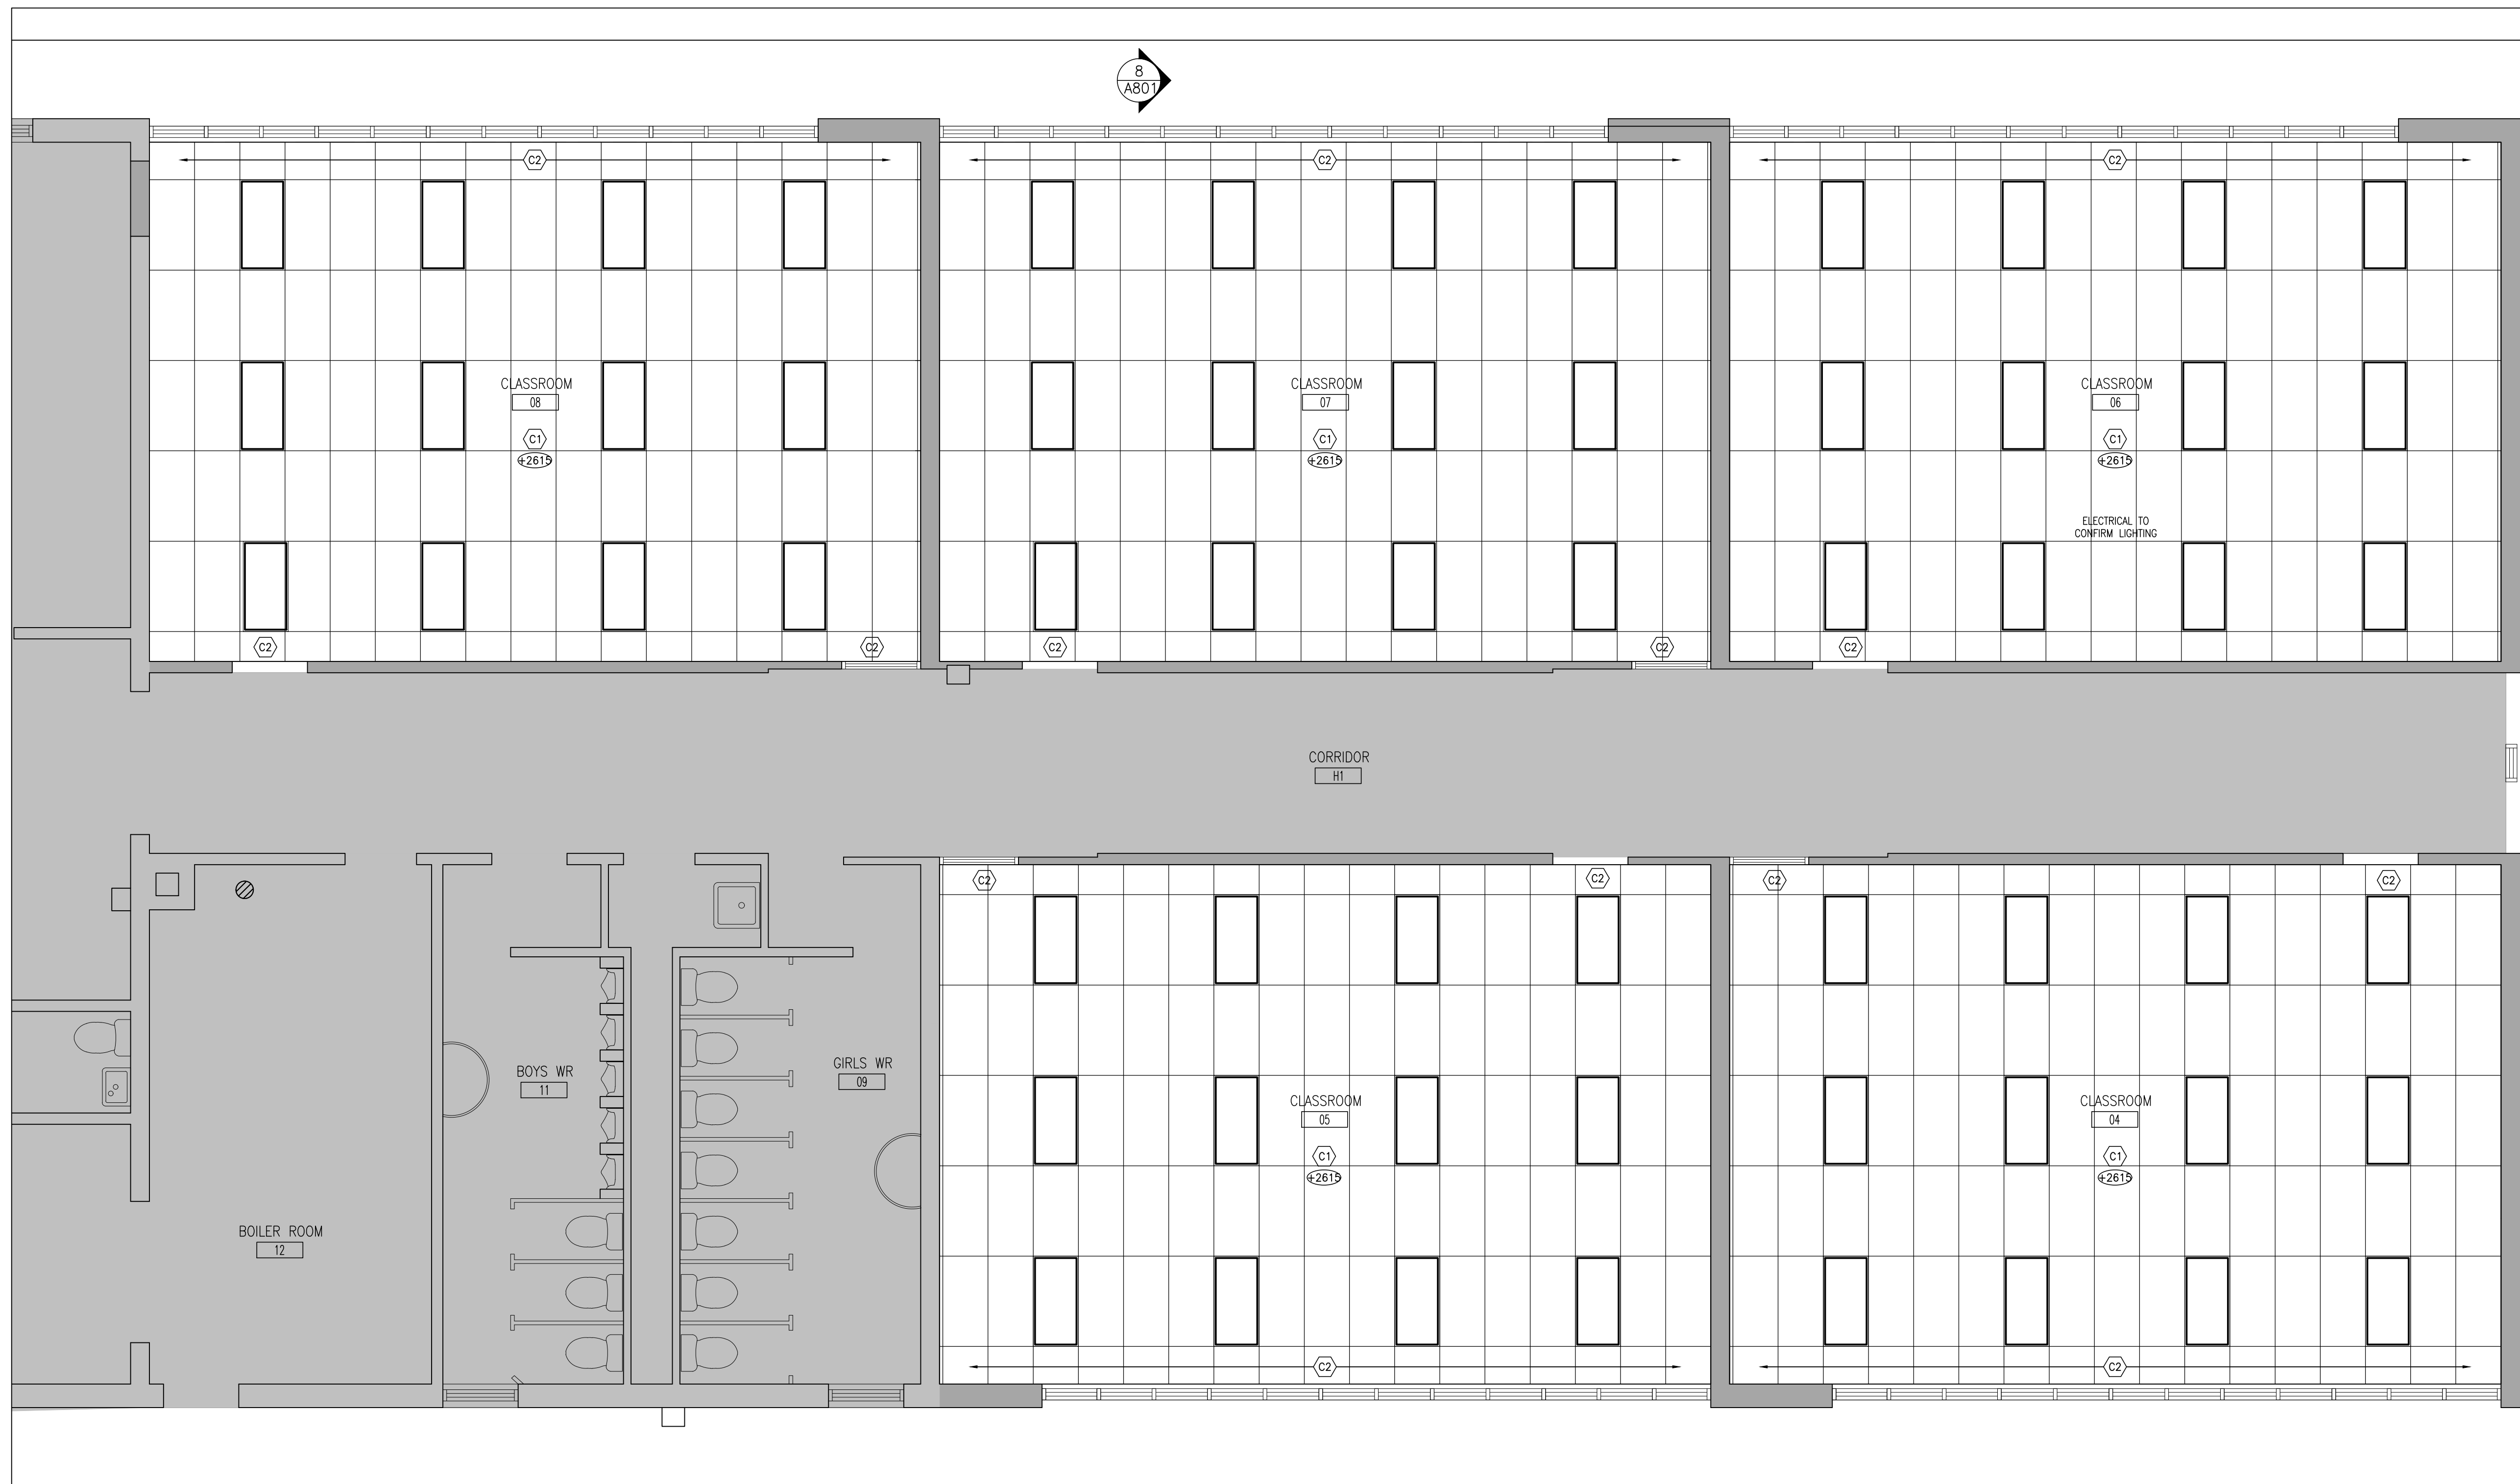 8
A801
C2
C2
C2
CLASSROOM
08
C1
+2615
CLASSROOM
07
C1
+2615
CLASSROOM
06
C1
+2615
ELECTRICAL TO
CONFIRM LIGHTING
C2
C2
C2
C2
C2
CORRIDOR
H1
C2
C2
C2
C2
BOYS WR
11
GIRLS WR
09
CLASSROOM
05
C1
+2615
CLASSROOM
04
C1
+2615
BOILER ROOM
12
C2
C2